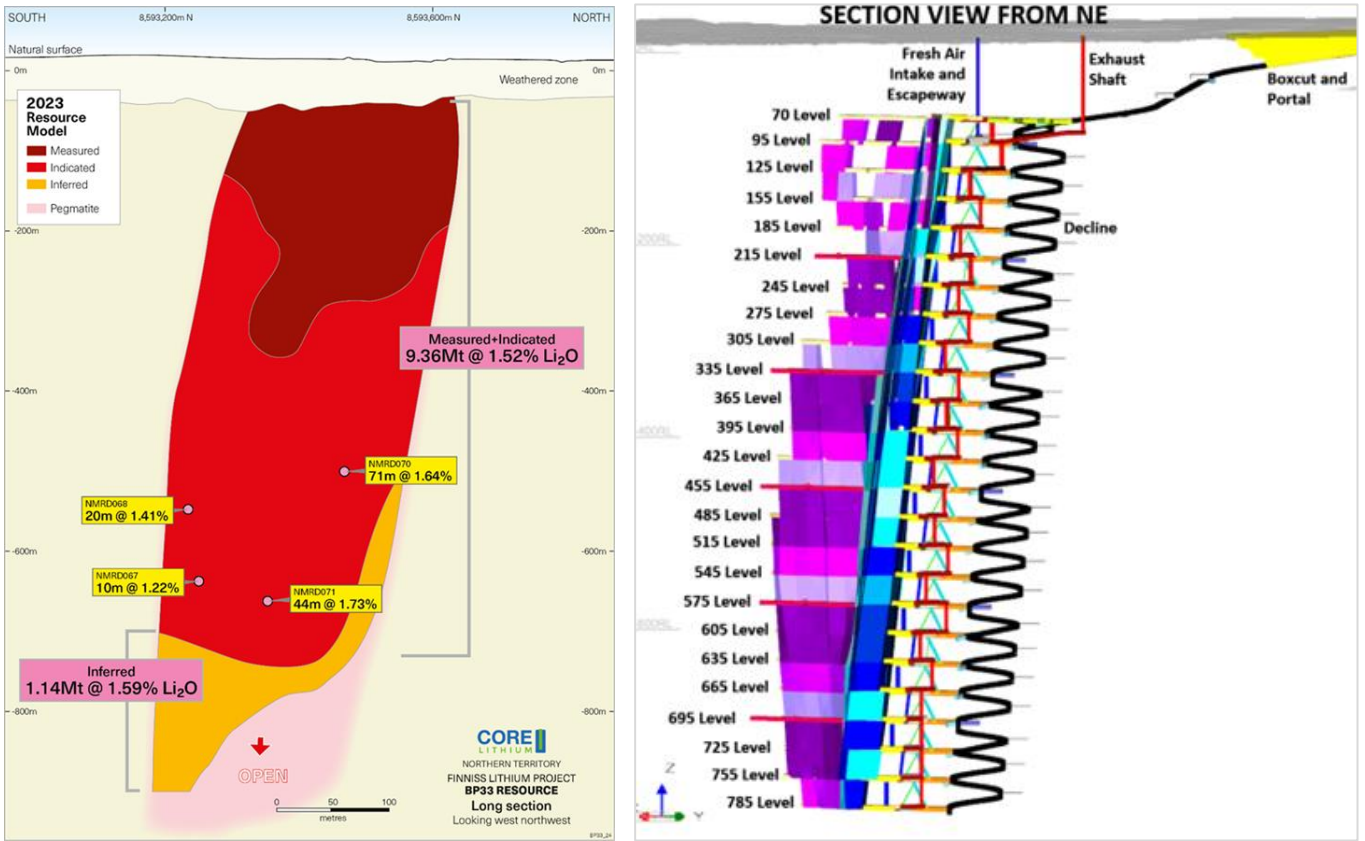 SOUTH
8,593,200m N
8,593,600m N
NORTH
Natural surface
0m
0m
Weathered zone
2023
Resource
Model
Measured
Indicated
Inferred
Pegmatite
-200m
-200m
Measured+Indicated
9.36Mt @ 1.52% Li₂O
-400m
-400m
NMRD070
71m @ 1.64%
NMRD068
20m @ 1.41%
-600m
-600m
NMRD067
10m @ 1.22%
NMRD071
44m @ 1.73%
Inferred
1.14Mt @ 1.59% Li₂O
-800m
-800m
OPEN
0 50 100
metres
CORE
LITHIUM
NORTHERN TERRITORY
FINNISS LITHIUM PROJECT
BP33 RESOURCE
Long section
Looking west northwest
SECTION VIEW FROM NE
Fresh Air
Intake and
Escapeway
Exhaust
Shaft
Boxcut and
Portal
Decline
70 Level
95 Level
125 Level
155 Level
185 Level
215 Level
245 Level
275 Level
305 Level
335 Level
365 Level
395 Level
425 Level
455 Level
485 Level
515 Level
545 Level
575 Level
605 Level
635 Level
665 Level
695 Level
725 Level
755 Level
785 Level
Z
Y